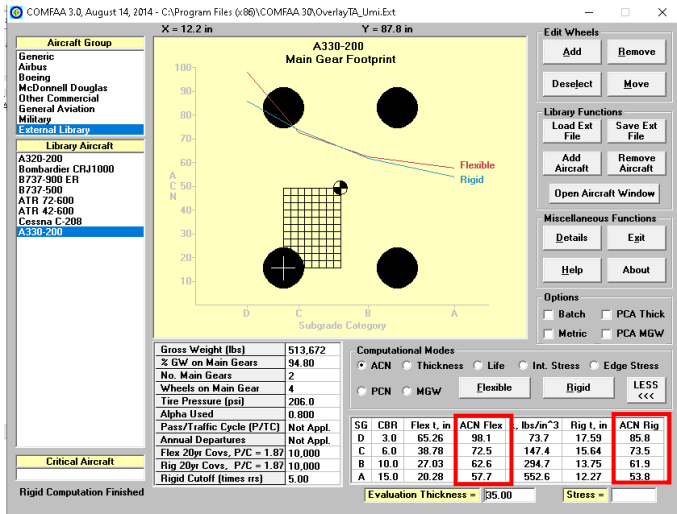 COMFAA 3.0, August 14, 2014 - C:\Program Files (x86)\COMFAA 30\OverlayTA_Umi.Ext
Aircraft Group
Generic
Airbus
Boeing
McDonnell Douglas
Other Commercial
General Aviation
Military
External Library
Library Aircraft
A320-200
Bombardier CRJ1000
B737-900 ER
B737-500
ATR 72-600
ATR 42-600
Cessna C-208
A330-200
Critical Aircraft
Rigid Computation Finished
X = 12.2 in Y = 87.8 in
A330-200
Main Gear Footprint
100
90
80
70
60
50
40
30
20
10
A
C
N
Flexible
Rigid
D C B A
Subgrade Category
Edit Wheels
Add Remove
Deselect Move
Library Functions
Load Ext File Save Ext File
Add Aircraft Remove Aircraft
Open Aircraft Window
Miscellaneous Functions
Details Exit
Help About
Options
Batch PCA Thick
Metric PCA MGW
Gross Weight (lbs) 513,672
% GW on Main Gears 94.80
No. Main Gears 2
Wheels on Main Gear 4
Tire Pressure (psi) 206.0
Alpha Used 0.800
Pass/Traffic Cycle (P/TC) Not Appl.
Annual Departures Not Appl.
Flex 20yr Covs, P/C = 1.87 10,000
Rig 20yr Covs, P/C = 1.87 10,000
Rigid Cutoff (times rrs) 5.00
Computational Modes
ACN Thickness Life Int. Stress Edge Stress
PCN MGW Flexible Rigid LESS <<<
SG CBR Flex t, in ACN Flex , lbs/in^3 Rig t, in ACN Rig
D 3.0 65.26 98.1 73.7 17.59 85.8
C 6.0 38.78 72.5 147.4 15.64 73.5
B 10.0 27.03 62.6 294.7 13.75 61.9
A 15.0 20.28 57.7 552.6 12.27 53.8
Evaluation Thickness = 35.00 Stress =